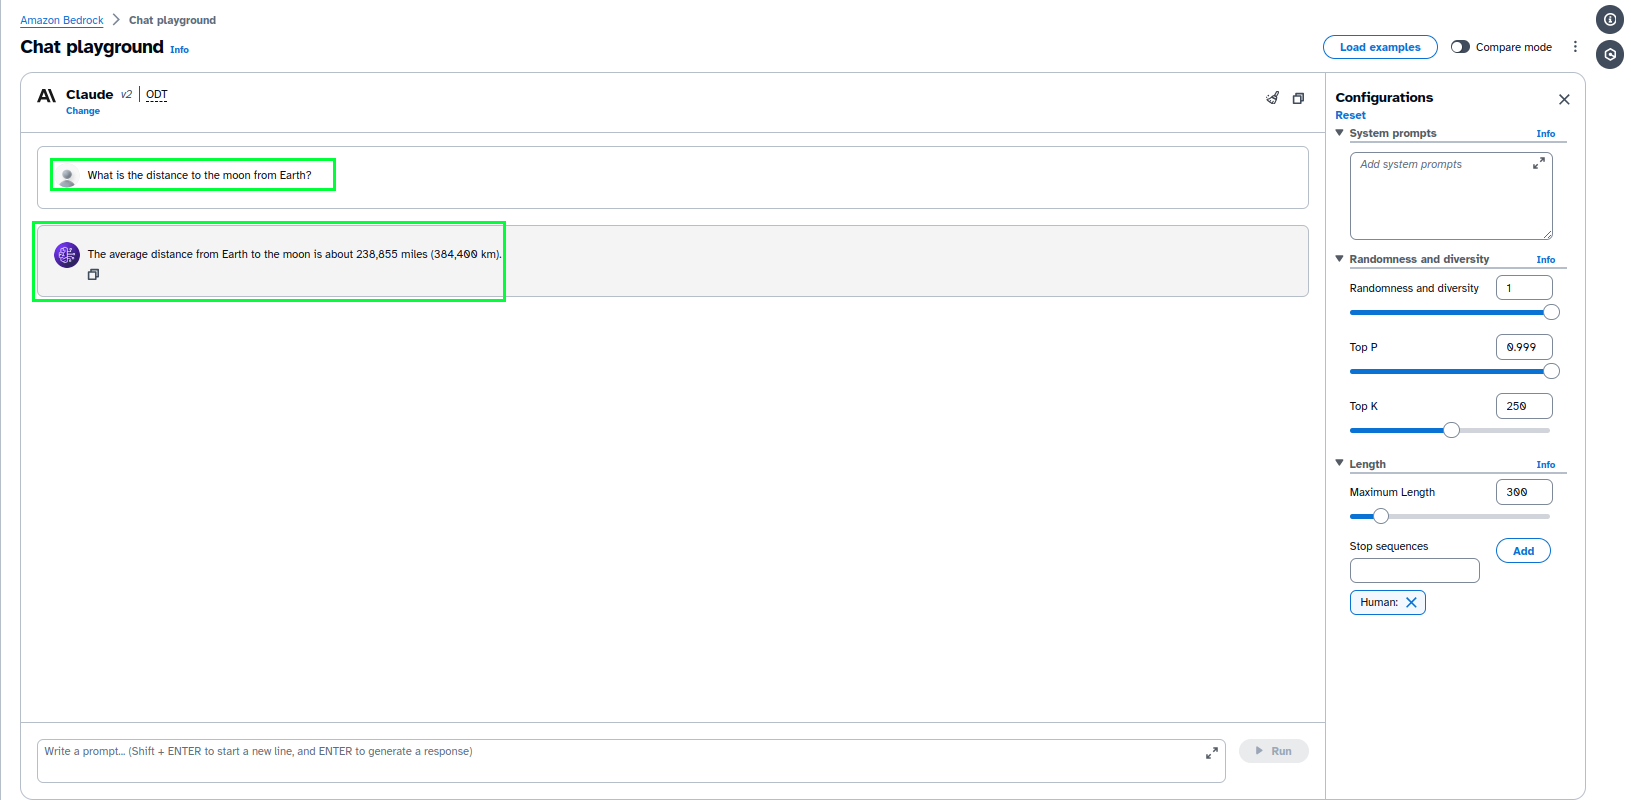 Amazon Bedrock > Chat playground
Chat playground Info
Load examples
Compare mode
Claude v2 | ODT
Change
What is the distance to the moon from Earth?
The average distance from Earth to the moon is about 238,855 miles (384,400 km).
Write a prompt... (Shift + ENTER to start a new line, and ENTER to generate a response)
Run
Configurations
Reset
System prompts Info
Add system prompts
Randomness and diversity Info
Randomness and diversity 1
Top P 0.999
Top K 250
Length Info
Maximum Length 300
Stop sequences
Add
Human: